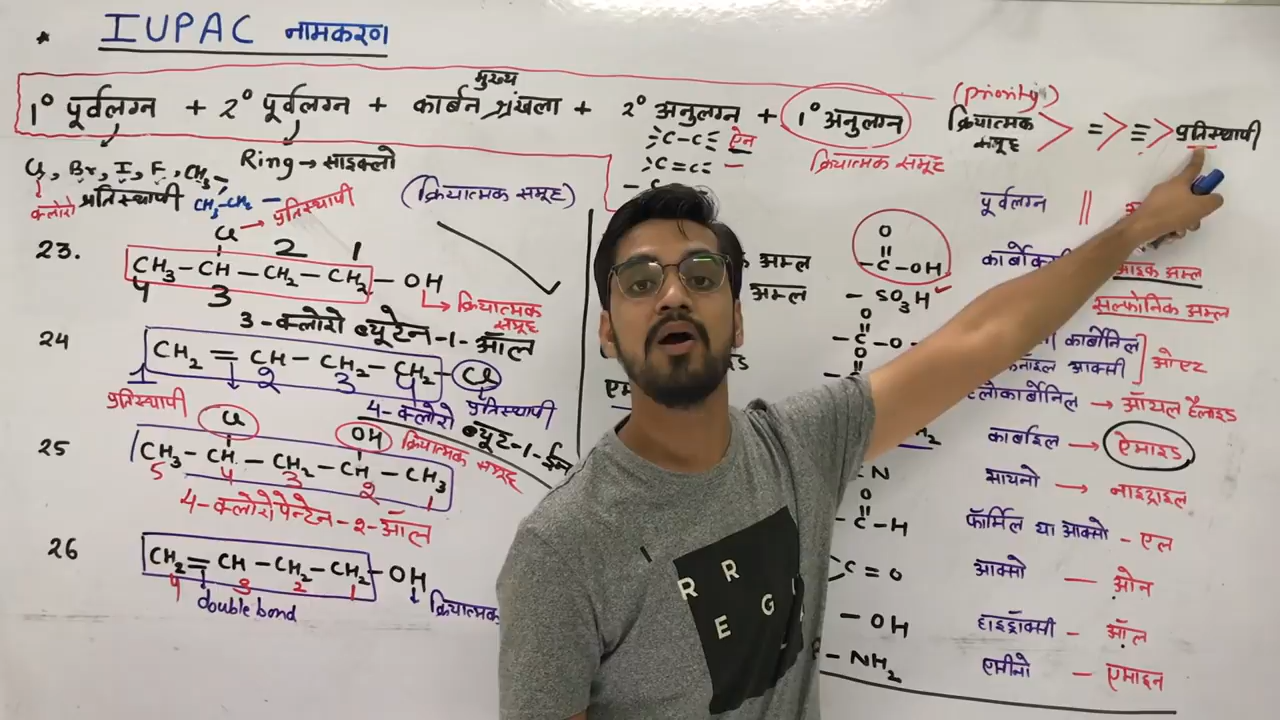 * IUPAC नामकरण
मुख्य
1° पूर्वलग्न + 2° पूर्वलग्न + कार्बन श्रृंखला + 2° अनुलग्न + 1° अनुलग्न
(priority)
क्रियात्मक समूह > = > ≡ > प्रतिस्थापी
क्रियात्मक समूह
C-C ऐन
C=C
Cl, Br, I, F, CH3-
Ring → साइक्लो
क्लोरो प्रतिस्थापी CH3-CH2-
(क्रियात्मक समूह)
पूर्वलग्न
23.
Cl → प्रतिस्थापी
2 1
CH3-CH-CH2-CH2-OH
4 3
क्रियात्मक समूह
3-क्लोरो ब्यूटेन-1-ऑल
24
CH2=CH-CH2-CH2-Cl
1 2 3 4
प्रतिस्थापी
4-क्लोरो ब्यूट-1-ईन
25
प्रतिस्थापी
Cl OH क्रियात्मक समूह
CH3-CH-CH2-CH-CH3
5 4 3 2 1
4-क्लोरोपेन्टेन-2-ऑल
26
CH2=CH-CH2-CH2-OH
4 3 2 1
double bond
क्रियात्मक
अम्ल
अम्ल
O
-C-OH
-SO3H
सल्फोनिक अम्ल
O
-C-O-
कार्बोनिल
आक्सी
ओएट
→ ऑयल हैलाइड
कार्बाइल → ऐमाइड
N
सायनो → नाइट्राइल
O
-C-H
फॉर्मिल या आक्सो - एल
C=O
आक्सो - ओन
-OH
हाइड्रॉक्सी - ऑल
-NH2
एमीनो - एमाइन
R R
E G